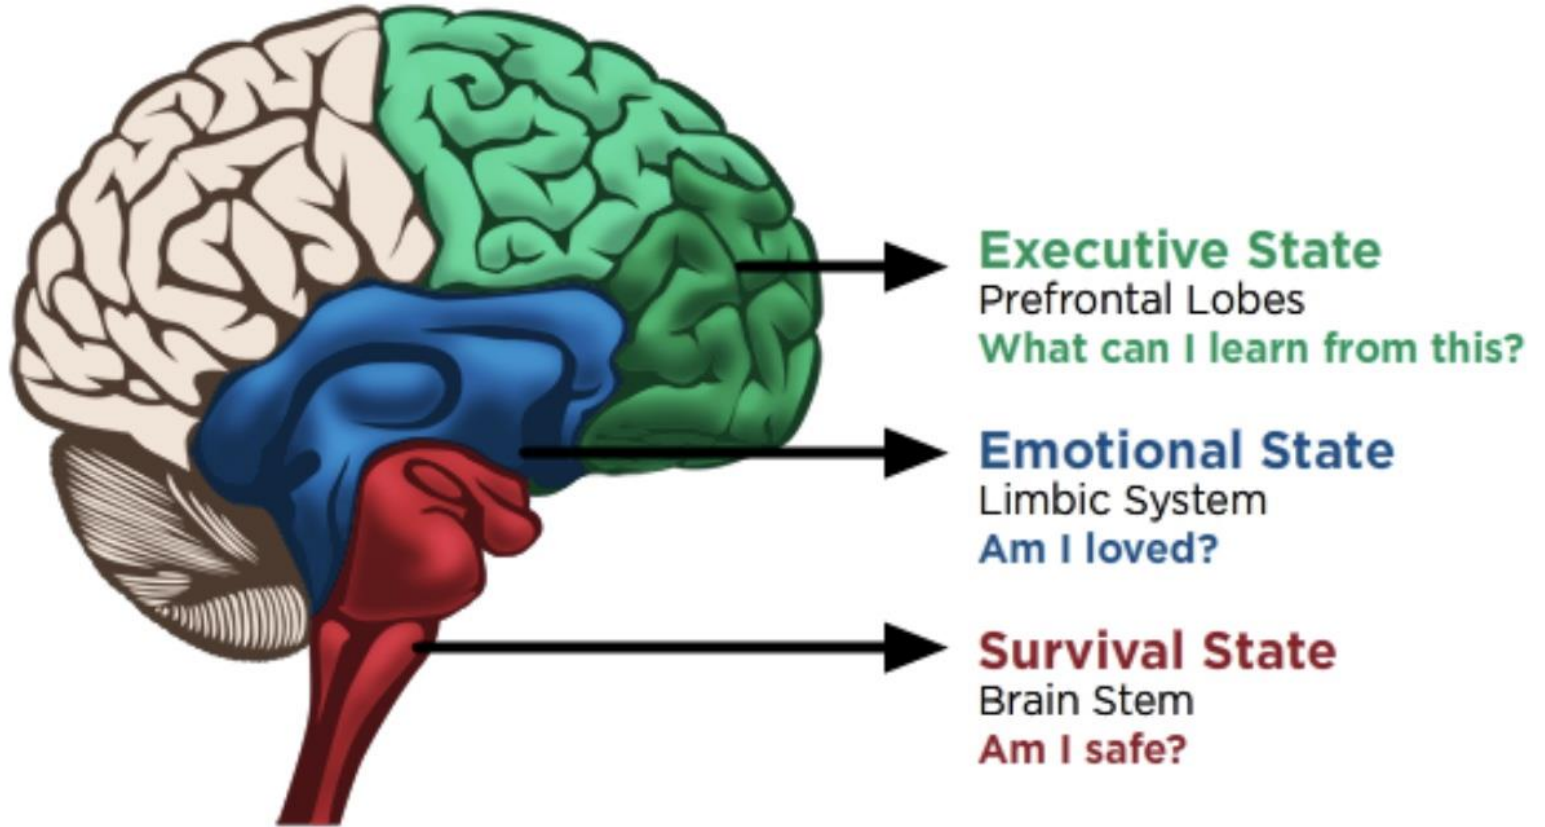 Executive State
Prefrontal Lobes
What can I learn from this?
Emotional State
Limbic System
Am I loved?
Survival State
Brain Stem
Am I safe?